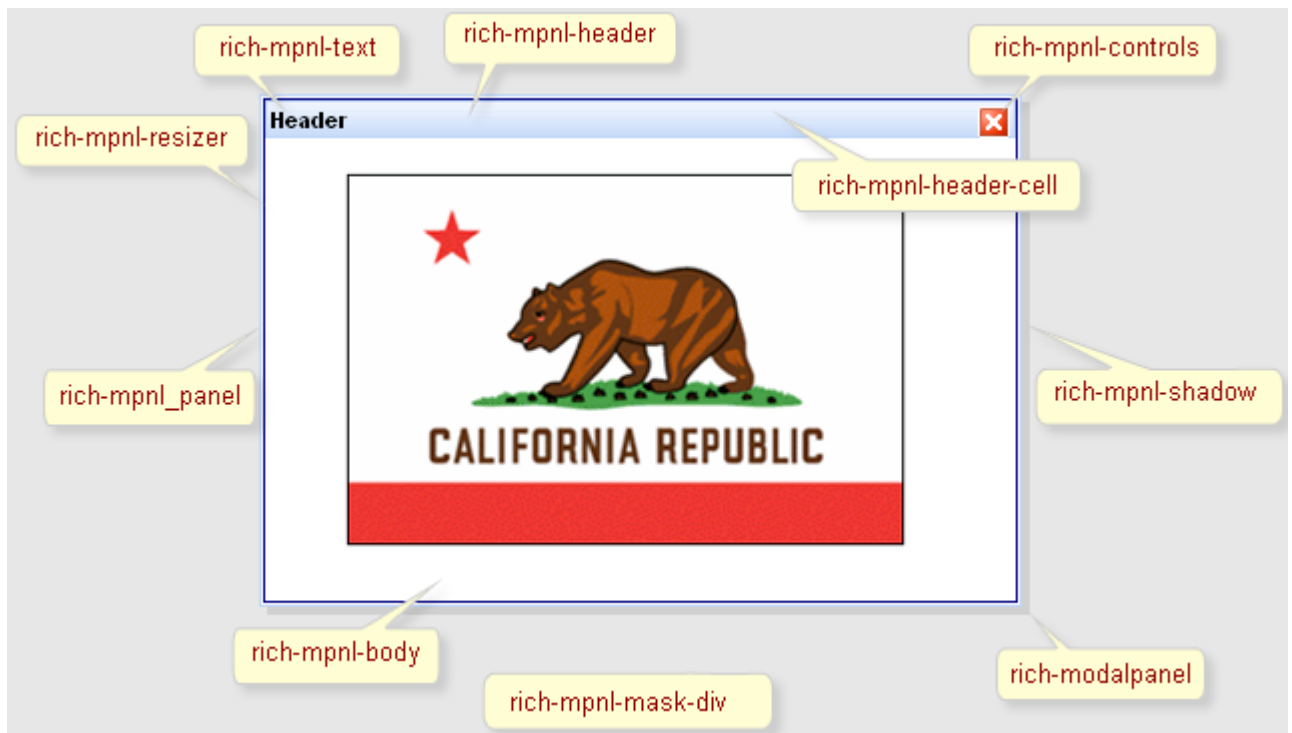 rich-mpnl-text
rich-mpnl-header
rich-mpnl-controls
rich-mpnl-resizer
Header
rich-mpnl-header-cell
rich-mpnl_panel
rich-mpnl-shadow
CALIFORNIA REPUBLIC
rich-mpnl-body
rich-modalpanel
rich-mpnl-mask-div